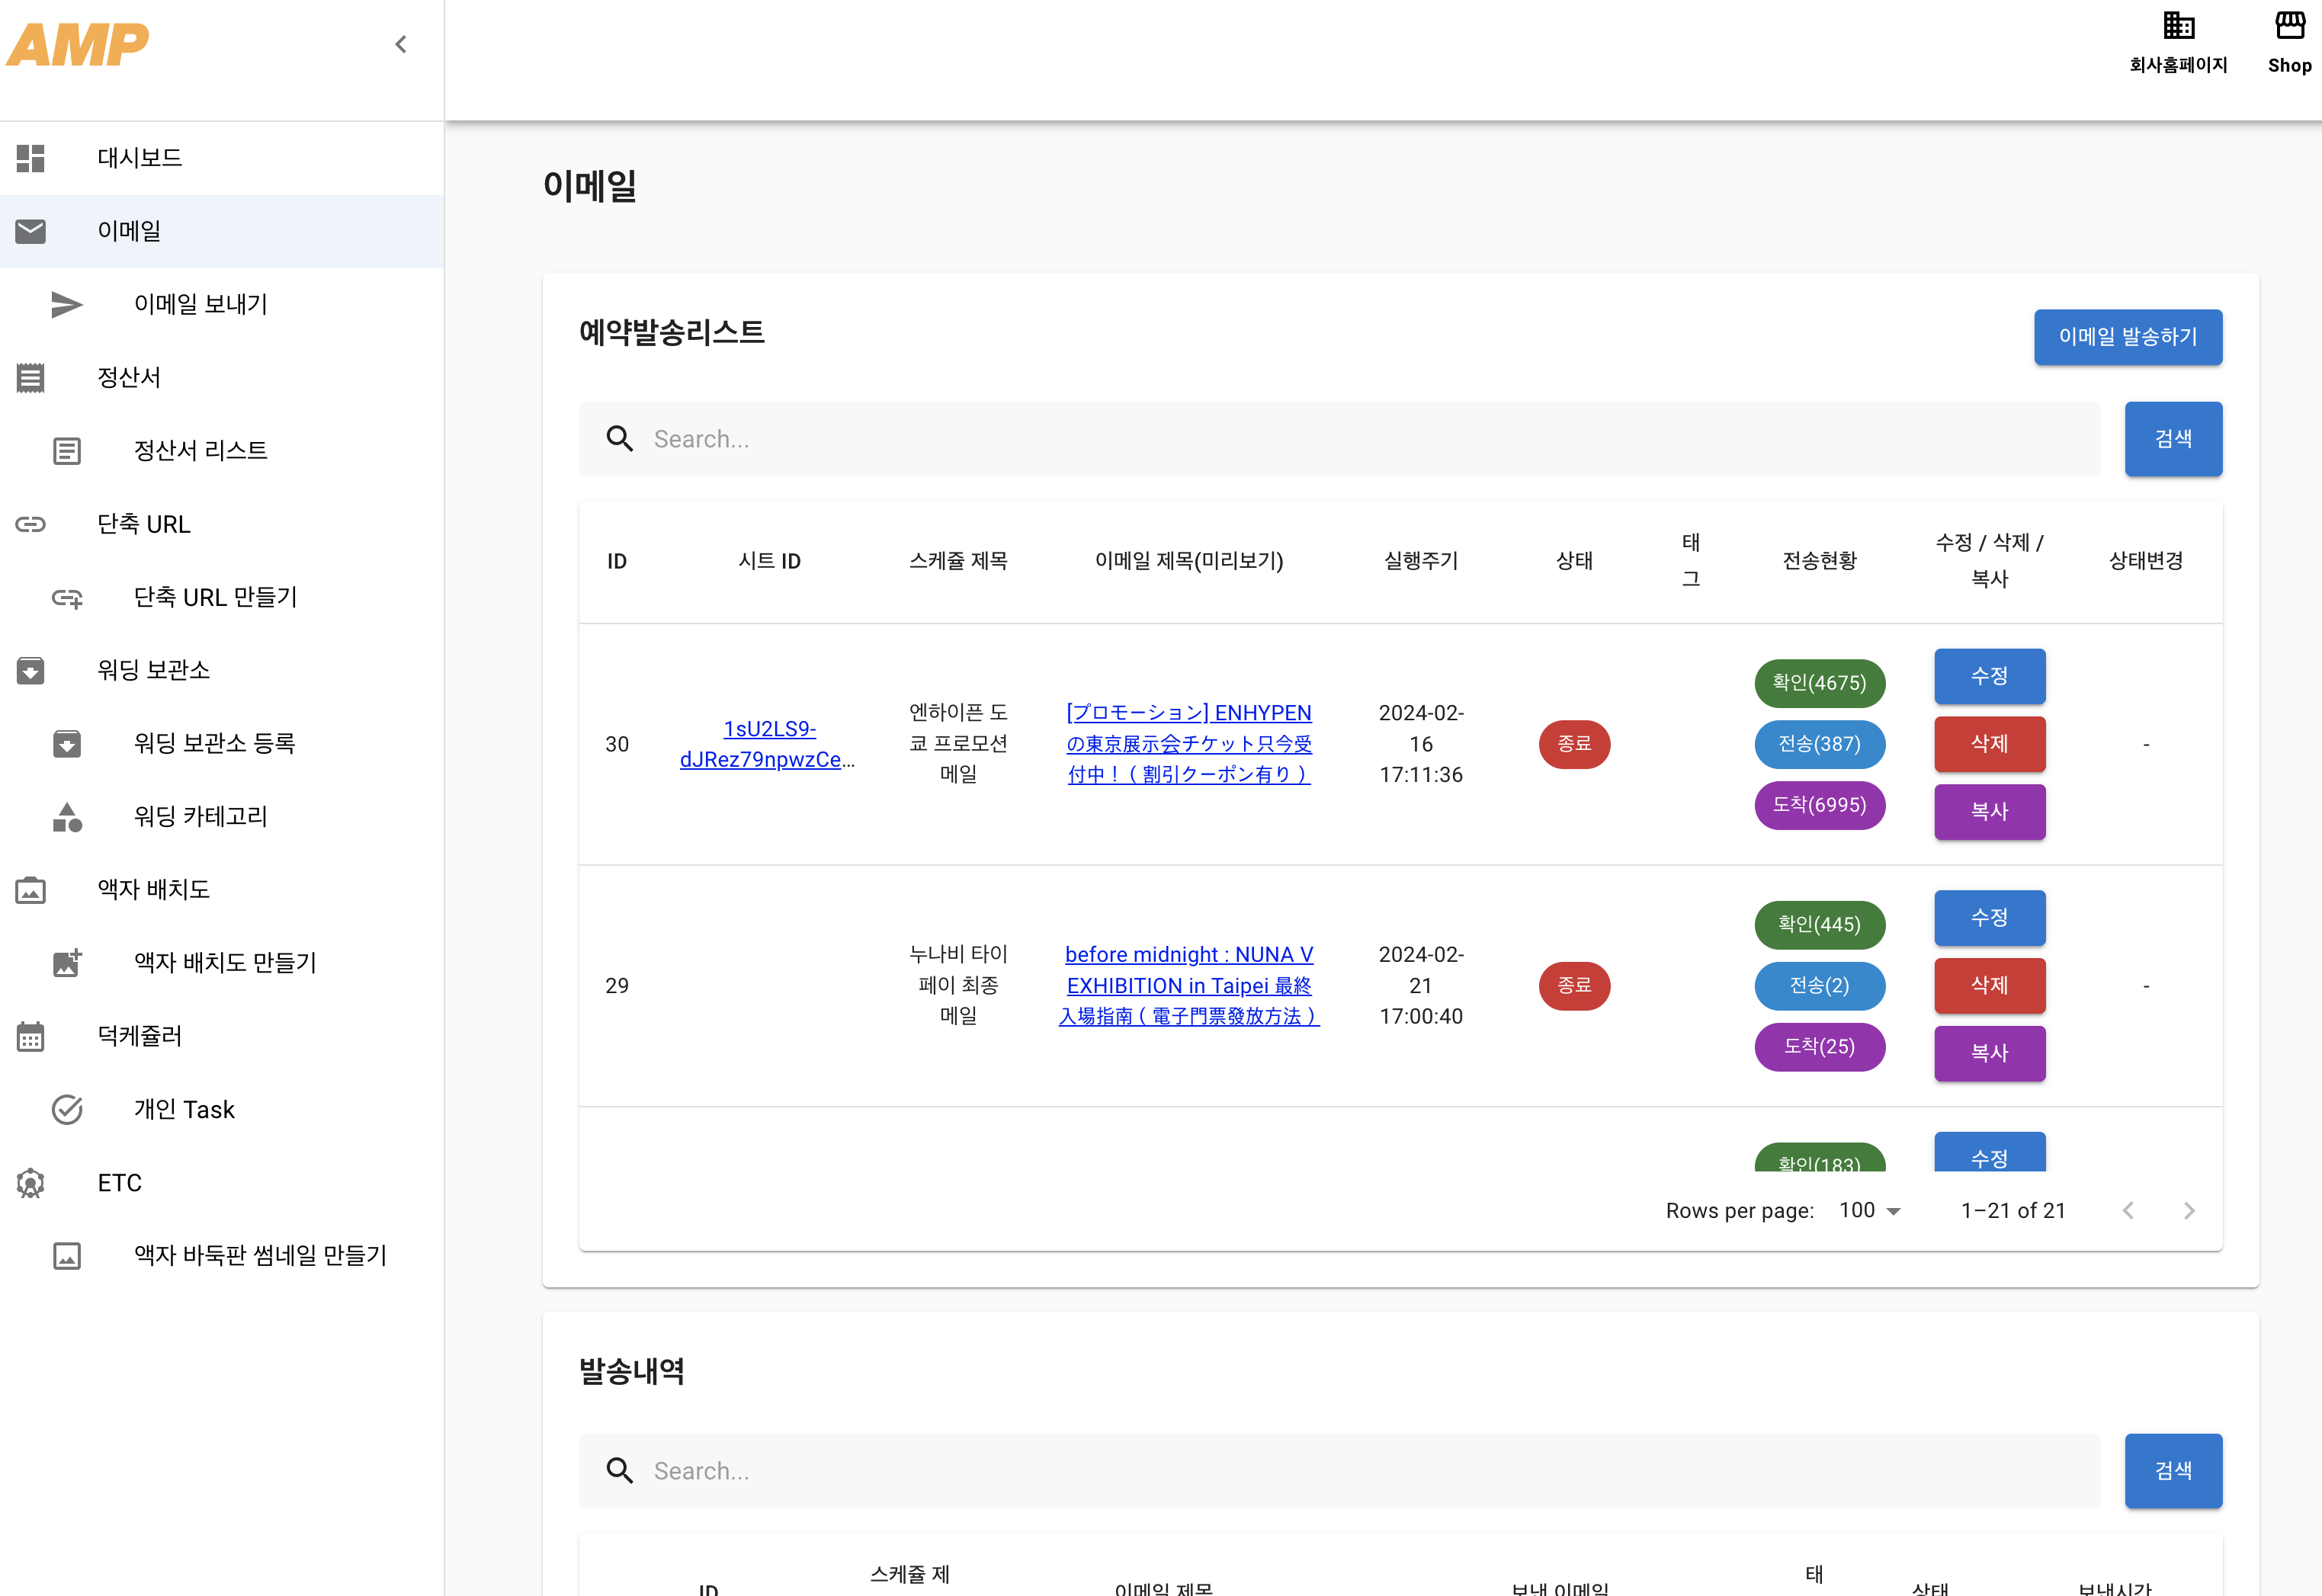 AMP
회사홈페이지
Shop
대시보드
이메일
이메일 보내기
정산서
정산서 리스트
단축 URL
단축 URL 만들기
워딩 보관소
워딩 보관소 등록
워딩 카테고리
액자 배치도
액자 배치도 만들기
덕케쥴러
개인 Task
ETC
액자 바둑판 썸네일 만들기
이메일
예약발송리스트
이메일 발송하기
Search...
검색
ID
시트 ID
스케쥴 제목
이메일 제목(미리보기)
실행주기
상태
태
그
전송현황
수정 / 삭제 /
복사
상태변경
30
1sU2LS9-
dJRez79npwzCe...
엔하이픈 도
쿄 프로모션
메일
[プロモーション] ENHYPEN
の東京展示会チケット只今受
付中！( 割引クーポン有り )
2024-02-
16
17:11:36
종료
확인(4675)
전송(387)
도착(6995)
수정
삭제
복사
-
29
누나비 타이
페이 최종
메일
before midnight : NUNA V
EXHIBITION in Taipei 最終
入場指南 ( 電子門票發放方法 )
2024-02-
21
17:00:40
종료
확인(445)
전송(2)
도착(25)
수정
삭제
복사
-
확인(183)
수정
Rows per page:
100
1–21 of 21
발송내역
Search...
검색
ID
스케쥴 제
이메일 제목
보낸 이메일
태
상태
보낸시간